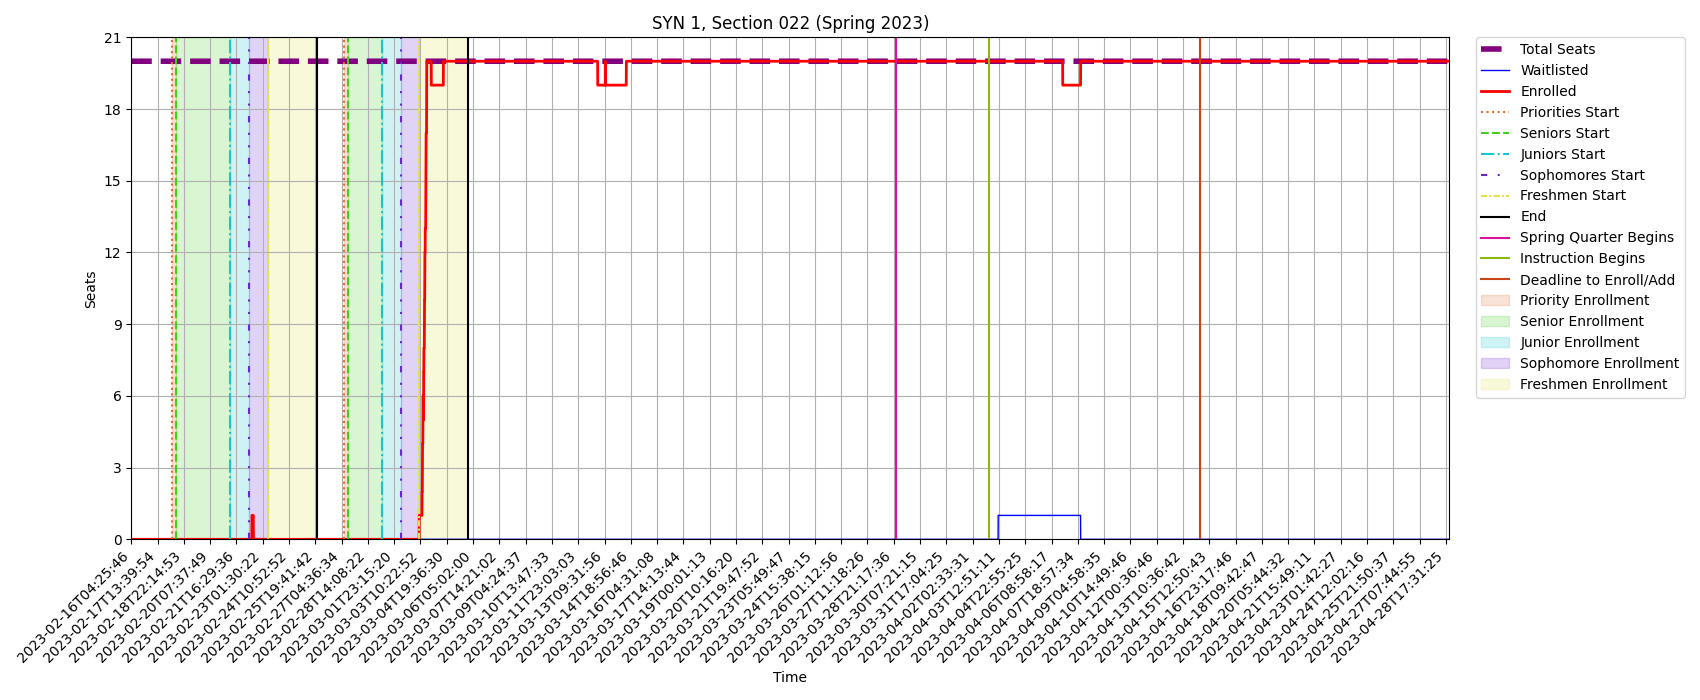 SYN 1, Section 022 (Spring 2023)
21
18
15
12
9
6
3
0
Seats
2023-02-16T04:25:46
2023-02-17T13:39:54
2023-02-18T22:14:53
2023-02-20T07:37:49
2023-02-21T16:29:36
2023-02-23T01:30:22
2023-02-24T10:52:52
2023-02-25T19:41:42
2023-02-27T04:36:34
2023-02-28T14:08:22
2023-03-01T23:15:20
2023-03-03T10:22:52
2023-03-04T19:36:30
2023-03-06T05:02:00
2023-03-07T14:21:02
2023-03-09T04:24:37
2023-03-10T13:47:33
2023-03-11T23:03:03
2023-03-13T09:31:56
2023-03-14T18:56:46
2023-03-16T04:31:08
2023-03-17T14:13:44
2023-03-19T00:01:13
2023-03-20T10:16:20
2023-03-21T19:47:52
2023-03-23T05:49:47
2023-03-24T15:38:15
2023-03-26T01:12:56
2023-03-27T11:18:26
2023-03-28T21:17:36
2023-03-30T07:21:15
2023-03-31T17:04:25
2023-04-02T02:33:31
2023-04-03T12:51:11
2023-04-04T22:55:25
2023-04-06T08:58:17
2023-04-07T18:57:34
2023-04-09T04:58:35
2023-04-10T14:49:46
2023-04-12T00:36:46
2023-04-13T10:36:42
2023-04-15T12:50:43
2023-04-16T23:17:46
2023-04-18T09:42:47
2023-04-20T05:44:32
2023-04-21T15:49:11
2023-04-23T01:42:27
2023-04-24T12:02:16
2023-04-25T21:50:37
2023-04-27T07:44:55
2023-04-28T17:31:25
Time
Total Seats
Waitlisted
Enrolled
Priorities Start
Seniors Start
Juniors Start
Sophomores Start
Freshmen Start
End
Spring Quarter Begins
Instruction Begins
Deadline to Enroll/Add
Priority Enrollment
Senior Enrollment
Junior Enrollment
Sophomore Enrollment
Freshmen Enrollment